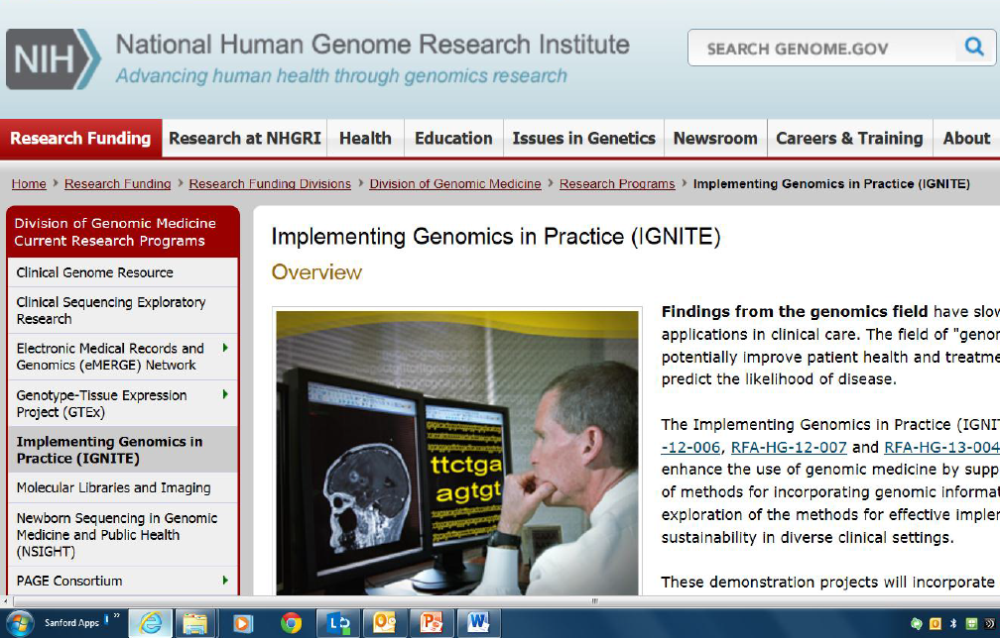 NIH
National Human Genome Research Institute
Advancing human health through genomics research
SEARCH GENOME.GOV
Research Funding Research at NHGRI Health Education Issues in Genetics Newsroom Careers & Training About
Home › Research Funding › Research Funding Divisions › Division of Genomic Medicine › Research Programs › Implementing Genomics in Practice (IGNITE)
Division of Genomic Medicine
Current Research Programs
Clinical Genome Resource
Clinical Sequencing Exploratory
Research
Electronic Medical Records and
Genomics (eMERGE) Network
Genotype-Tissue Expression
Project (GTEx)
Implementing Genomics in
Practice (IGNITE)
Molecular Libraries and Imaging
Newborn Sequencing in Genomic
Medicine and Public Health
(NSIGHT)
PAGE Consortium
Implementing Genomics in Practice (IGNITE)
Overview
ttctga
agtgt
Findings from the genomics field have slow
applications in clinical care. The field of "genon
potentially improve patient health and treatme
predict the likelihood of disease.
The Implementing Genomics in Practice (IGNIT
-12-006, RFA-HG-12-007 and RFA-HG-13-004
enhance the use of genomic medicine by supp
of methods for incorporating genomic informat
exploration of the methods for effective implen
sustainability in diverse clinical settings.
These demonstration projects will incorporate
Sanford Apps »